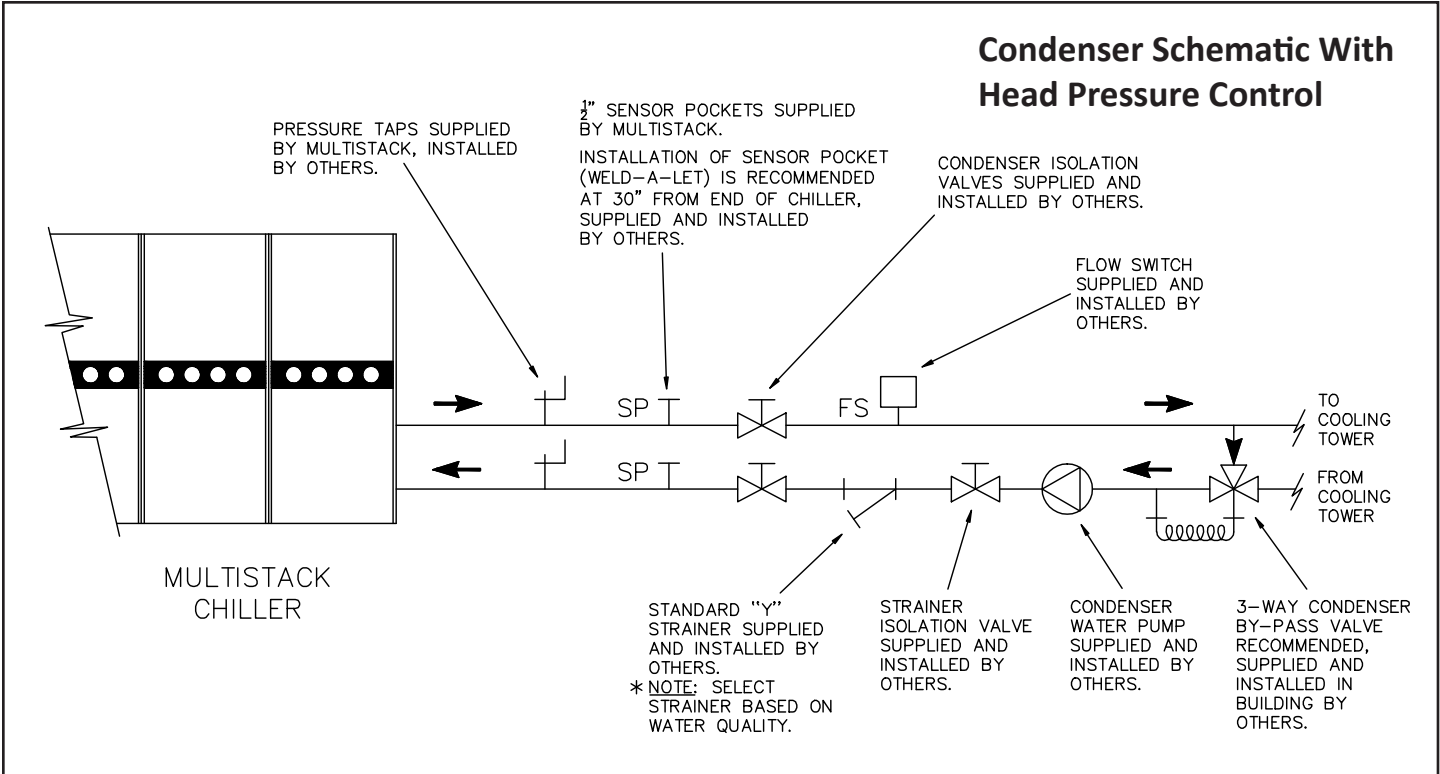 Condenser Schematic With
Head Pressure Control
PRESSURE TAPS SUPPLIED
BY MULTISTACK, INSTALLED
BY OTHERS.
½" SENSOR POCKETS SUPPLIED
BY MULTISTACK.
INSTALLATION OF SENSOR POCKET
(WELD-A-LET) IS RECOMMENDED
AT 30" FROM END OF CHILLER,
SUPPLIED AND INSTALLED
BY OTHERS.
CONDENSER ISOLATION
VALVES SUPPLIED AND
INSTALLED BY OTHERS.
FLOW SWITCH
SUPPLIED AND
INSTALLED BY
OTHERS.
SP
FS
TO
COOLING
TOWER
SP
FROM
COOLING
TOWER
MULTISTACK
CHILLER
STANDARD "Y"
STRAINER SUPPLIED
AND INSTALLED BY
OTHERS.
* NOTE: SELECT
STRAINER BASED ON
WATER QUALITY.
STRAINER
ISOLATION VALVE
SUPPLIED AND
INSTALLED BY
OTHERS.
CONDENSER
WATER PUMP
SUPPLIED AND
INSTALLED BY
OTHERS.
3-WAY CONDENSER
BY-PASS VALVE
RECOMMENDED,
SUPPLIED AND
INSTALLED IN
BUILDING BY
OTHERS.